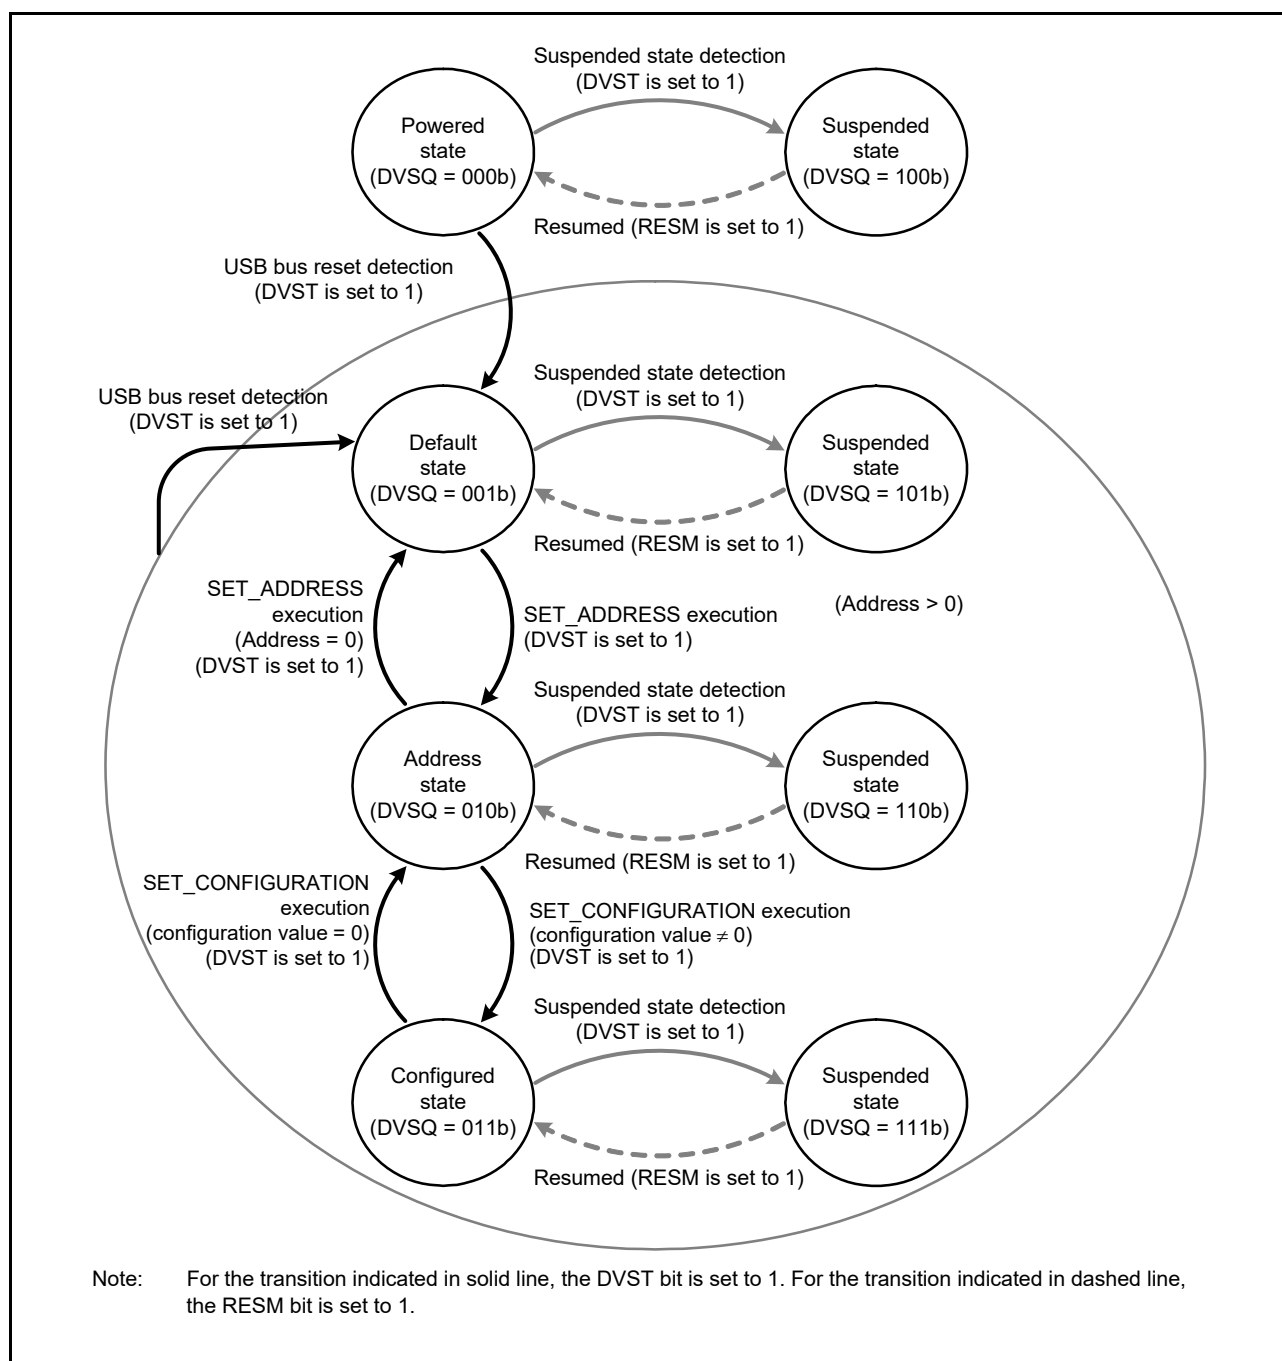 Suspended state detection
(DVST is set to 1)
Powered
state
(DVSQ = 000b)
Suspended
state
(DVSQ = 100b)
Resumed (RESM is set to 1)
USB bus reset detection
(DVST is set to 1)
USB bus reset detection
(DVST is set to 1)
Suspended state detection
(DVST is set to 1)
Default
state
(DVSQ = 001b)
Suspended
state
(DVSQ = 101b)
Resumed (RESM is set to 1)
SET_ADDRESS
execution
(Address = 0)
(DVST is set to 1)
SET_ADDRESS execution
(DVST is set to 1)
(Address > 0)
Suspended state detection
(DVST is set to 1)
Address
state
(DVSQ = 010b)
Suspended
state
(DVSQ = 110b)
Resumed (RESM is set to 1)
SET_CONFIGURATION
execution
(configuration value = 0)
(DVST is set to 1)
SET_CONFIGURATION execution
(configuration value ≠ 0)
(DVST is set to 1)
Suspended state detection
(DVST is set to 1)
Configured
state
(DVSQ = 011b)
Suspended
state
(DVSQ = 111b)
Resumed (RESM is set to 1)
Note: For the transition indicated in solid line, the DVST bit is set to 1. For the transition indicated in dashed line,
the RESM bit is set to 1.